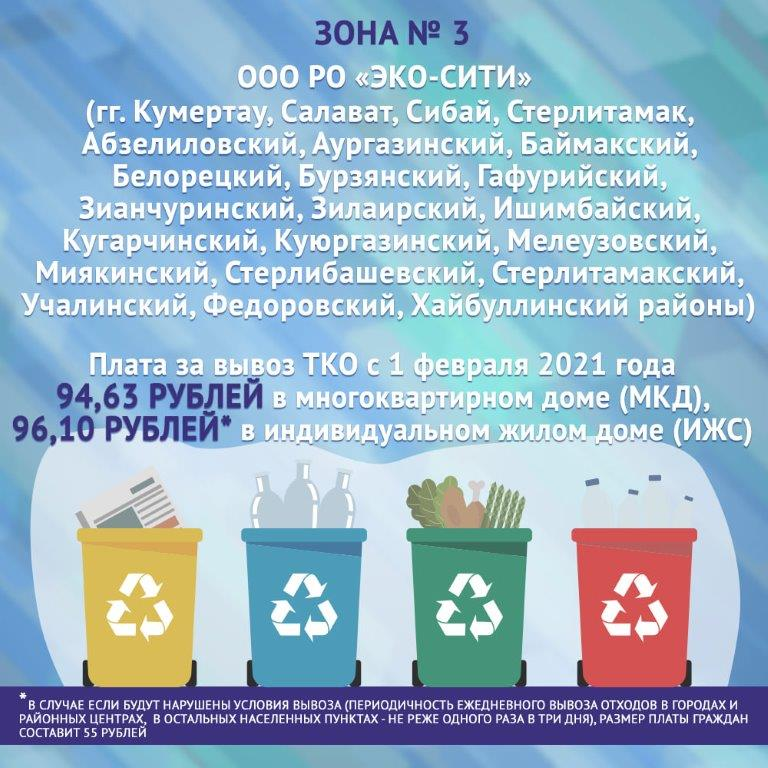 ЗОНА № 3
ООО РО «ЭКО-СИТИ»
(гг. Кумертау, Салават, Сибай, Стерлитамак,
Абзелиловский, Аургазинский, Баймакский,
Белорецкий, Бурзянский, Гафурийский,
Зианчуринский, Зилаирский, Ишимбайский,
Кугарчинский, Куюргазинский, Мелеузовский,
Миякинский, Стерлибашевский, Стерлитамакский,
Учалинский, Федоровский, Хайбуллинский районы)
Плата за вывоз ТКО с 1 февраля 2021 года
94,63 РУБЛЕЙ в многоквартирном доме (МКД),
96,10 РУБЛЕЙ* в индивидуальном жилом доме (ИЖС)
* В СЛУЧАЕ ЕСЛИ БУДУТ НАРУШЕНЫ УСЛОВИЯ ВЫВОЗА (ПЕРИОДИЧНОСТЬ ЕЖЕДНЕВНОГО ВЫВОЗА ОТХОДОВ В ГОРОДАХ И
РАЙОННЫХ ЦЕНТРАХ, В ОСТАЛЬНЫХ НАСЕЛЕННЫХ ПУНКТАХ - НЕ РЕЖЕ ОДНОГО РАЗА В ТРИ ДНЯ), РАЗМЕР ПЛАТЫ ГРАЖДАН
СОСТАВИТ 55 РУБЛЕЙ